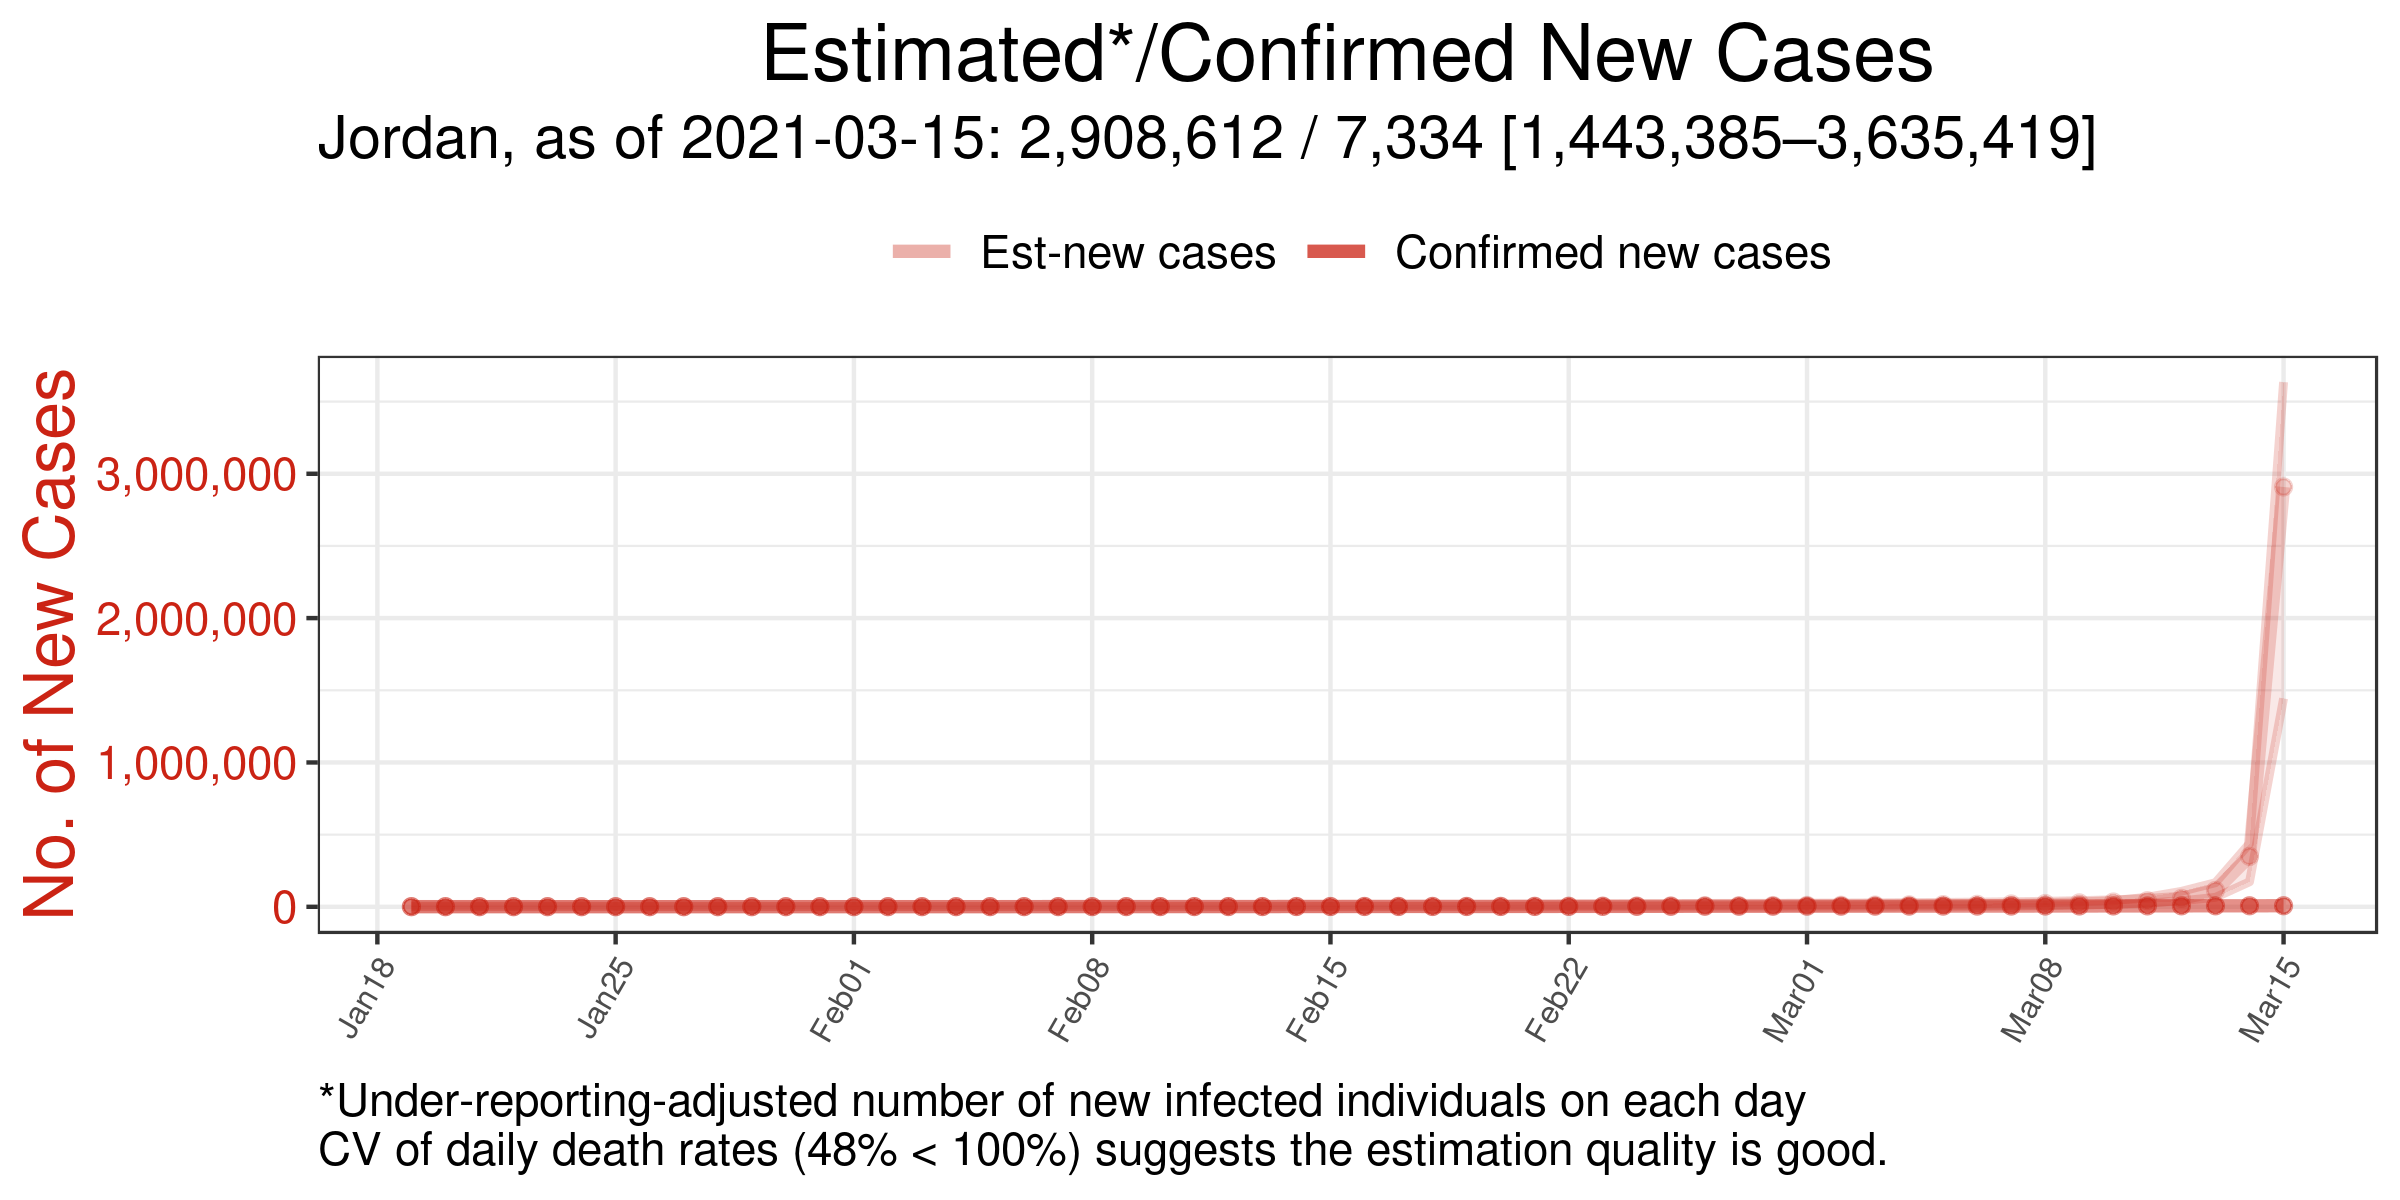 Estimated*/Confirmed New Cases
Jordan, as of 2021-03-15: 2,908,612 / 7,334 [1,443,385–3,635,419]
Est-new cases Confirmed new cases
No. of New Cases
3,000,000
2,000,000
1,000,000
0
Jan18 Jan25 Feb01 Feb08 Feb15 Feb22 Mar01 Mar08 Mar15
*Under-reporting-adjusted number of new infected individuals on each day
CV of daily death rates (48% < 100%) suggests the estimation quality is good.